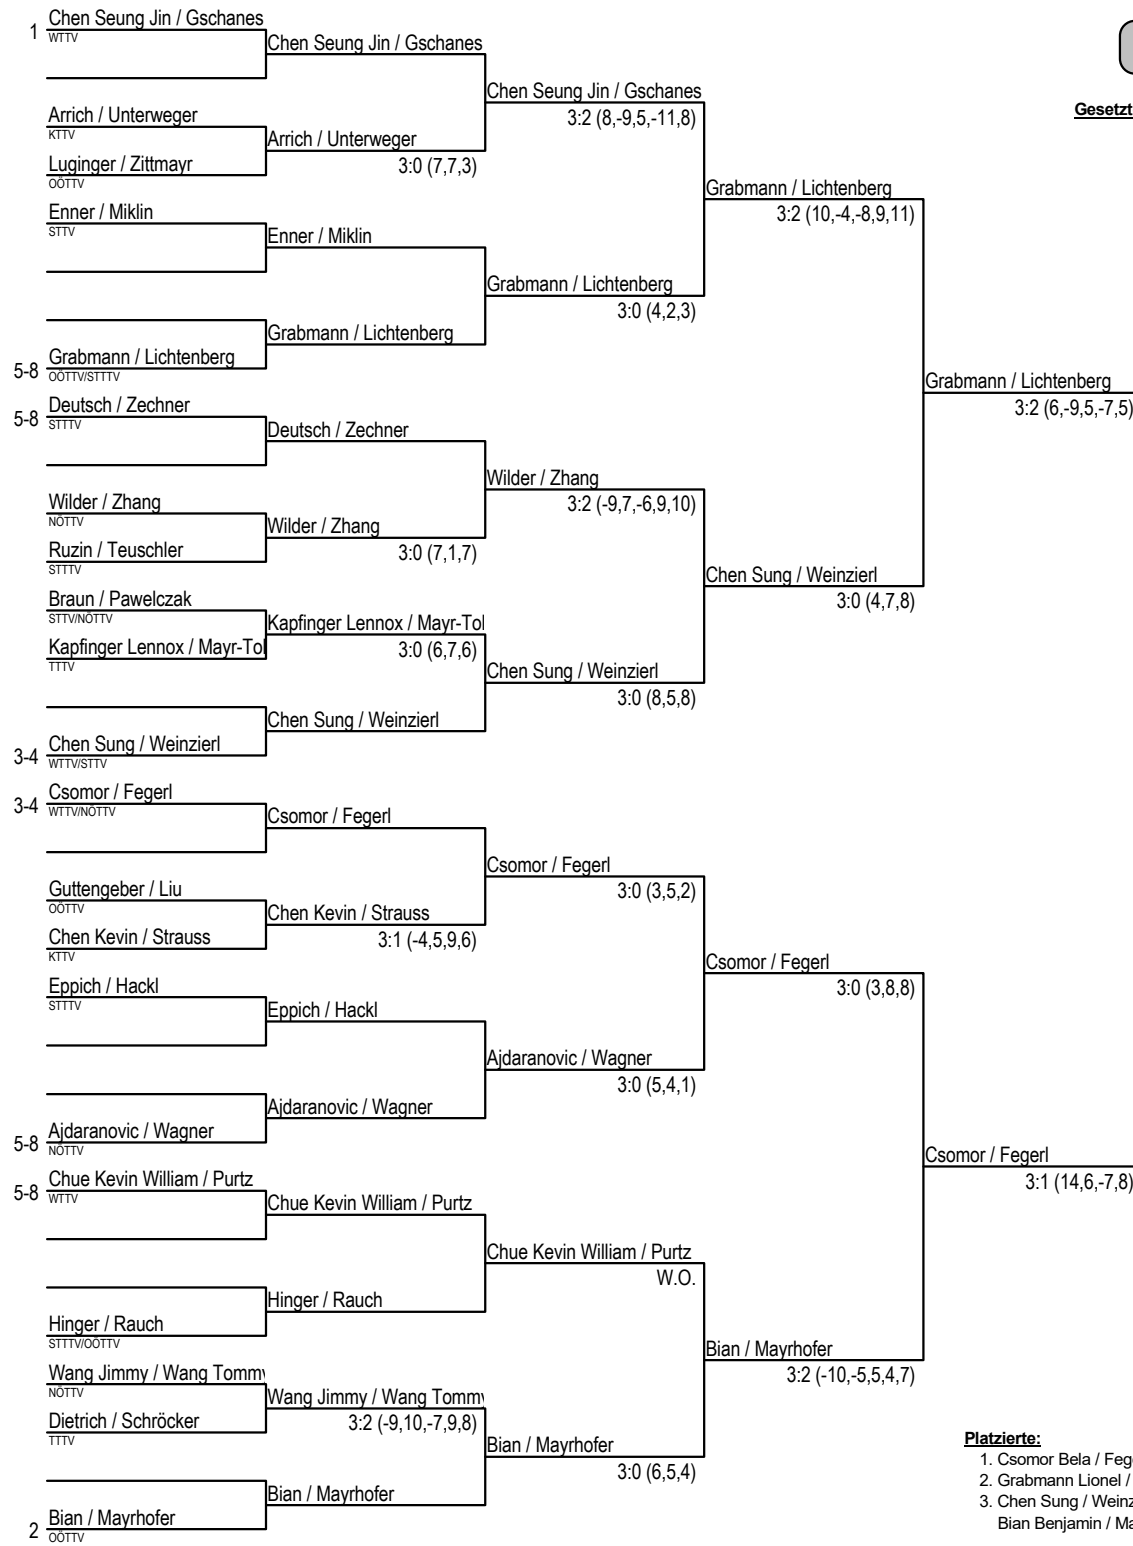 1 Chen Seung Jin / Gschanes
WTTV
Chen Seung Jin / Gschanes
Chen Seung Jin / Gschanes
3:2 (8,-9,5,-11,8)
Gesetzt
Arrich / Unterweger
KTTV
Arrich / Unterweger
3:0 (7,7,3)
Luginger / Zittmayr
OÖTTV
Grabmann / Lichtenberg
3:2 (10,-4,-8,9,11)
Enner / Miklin
STTV
Enner / Miklin
Grabmann / Lichtenberg
3:0 (4,2,3)
Grabmann / Lichtenberg
5-8 Grabmann / Lichtenberg
OÖTTV/STTTV
Grabmann / Lichtenberg
3:2 (6,-9,5,-7,5)
5-8 Deutsch / Zechner
STTTV
Deutsch / Zechner
Wilder / Zhang
3:2 (-9,7,-6,9,10)
Wilder / Zhang
NÖTTV
Wilder / Zhang
3:0 (7,1,7)
Ruzin / Teuschler
STTTV
Chen Sung / Weinzierl
3:0 (4,7,8)
Braun / Pawelczak
STTV/NÖTTV
Kapfinger Lennox / Mayr-Tol
3:0 (6,7,6)
Kapfinger Lennox / Mayr-Tol
TTTV
Chen Sung / Weinzierl
3:0 (8,5,8)
Chen Sung / Weinzierl
3-4 Chen Sung / Weinzierl
WTTV/STTV
3-4 Csomor / Fegerl
WTTV/NÖTTV
Csomor / Fegerl
Csomor / Fegerl
3:0 (3,5,2)
Guttengeber / Liu
OÖTTV
Chen Kevin / Strauss
3:1 (-4,5,9,6)
Chen Kevin / Strauss
KTTV
Csomor / Fegerl
3:0 (3,8,8)
Eppich / Hackl
STTTV
Eppich / Hackl
Ajdaranovic / Wagner
3:0 (5,4,1)
Ajdaranovic / Wagner
5-8 Ajdaranovic / Wagner
NÖTTV
Csomor / Fegerl
3:1 (14,6,-7,8)
5-8 Chue Kevin William / Purtz
WTTV
Chue Kevin William / Purtz
Chue Kevin William / Purtz
W.O.
Hinger / Rauch
Hinger / Rauch
STTTV/OÖTTV
Bian / Mayrhofer
3:2 (-10,-5,5,4,7)
Wang Jimmy / Wang Tommy
NÖTTV
Wang Jimmy / Wang Tommy
3:2 (-9,10,-7,9,8)
Dietrich / Schröcker
TTTV
Bian / Mayrhofer
3:0 (6,5,4)
Bian / Mayrhofer
2 Bian / Mayrhofer
OÖTTV
Platzierte:
1. Csomor Bela / Feg
2. Grabmann Lionel /
3. Chen Sung / Weinz
Bian Benjamin / Ma